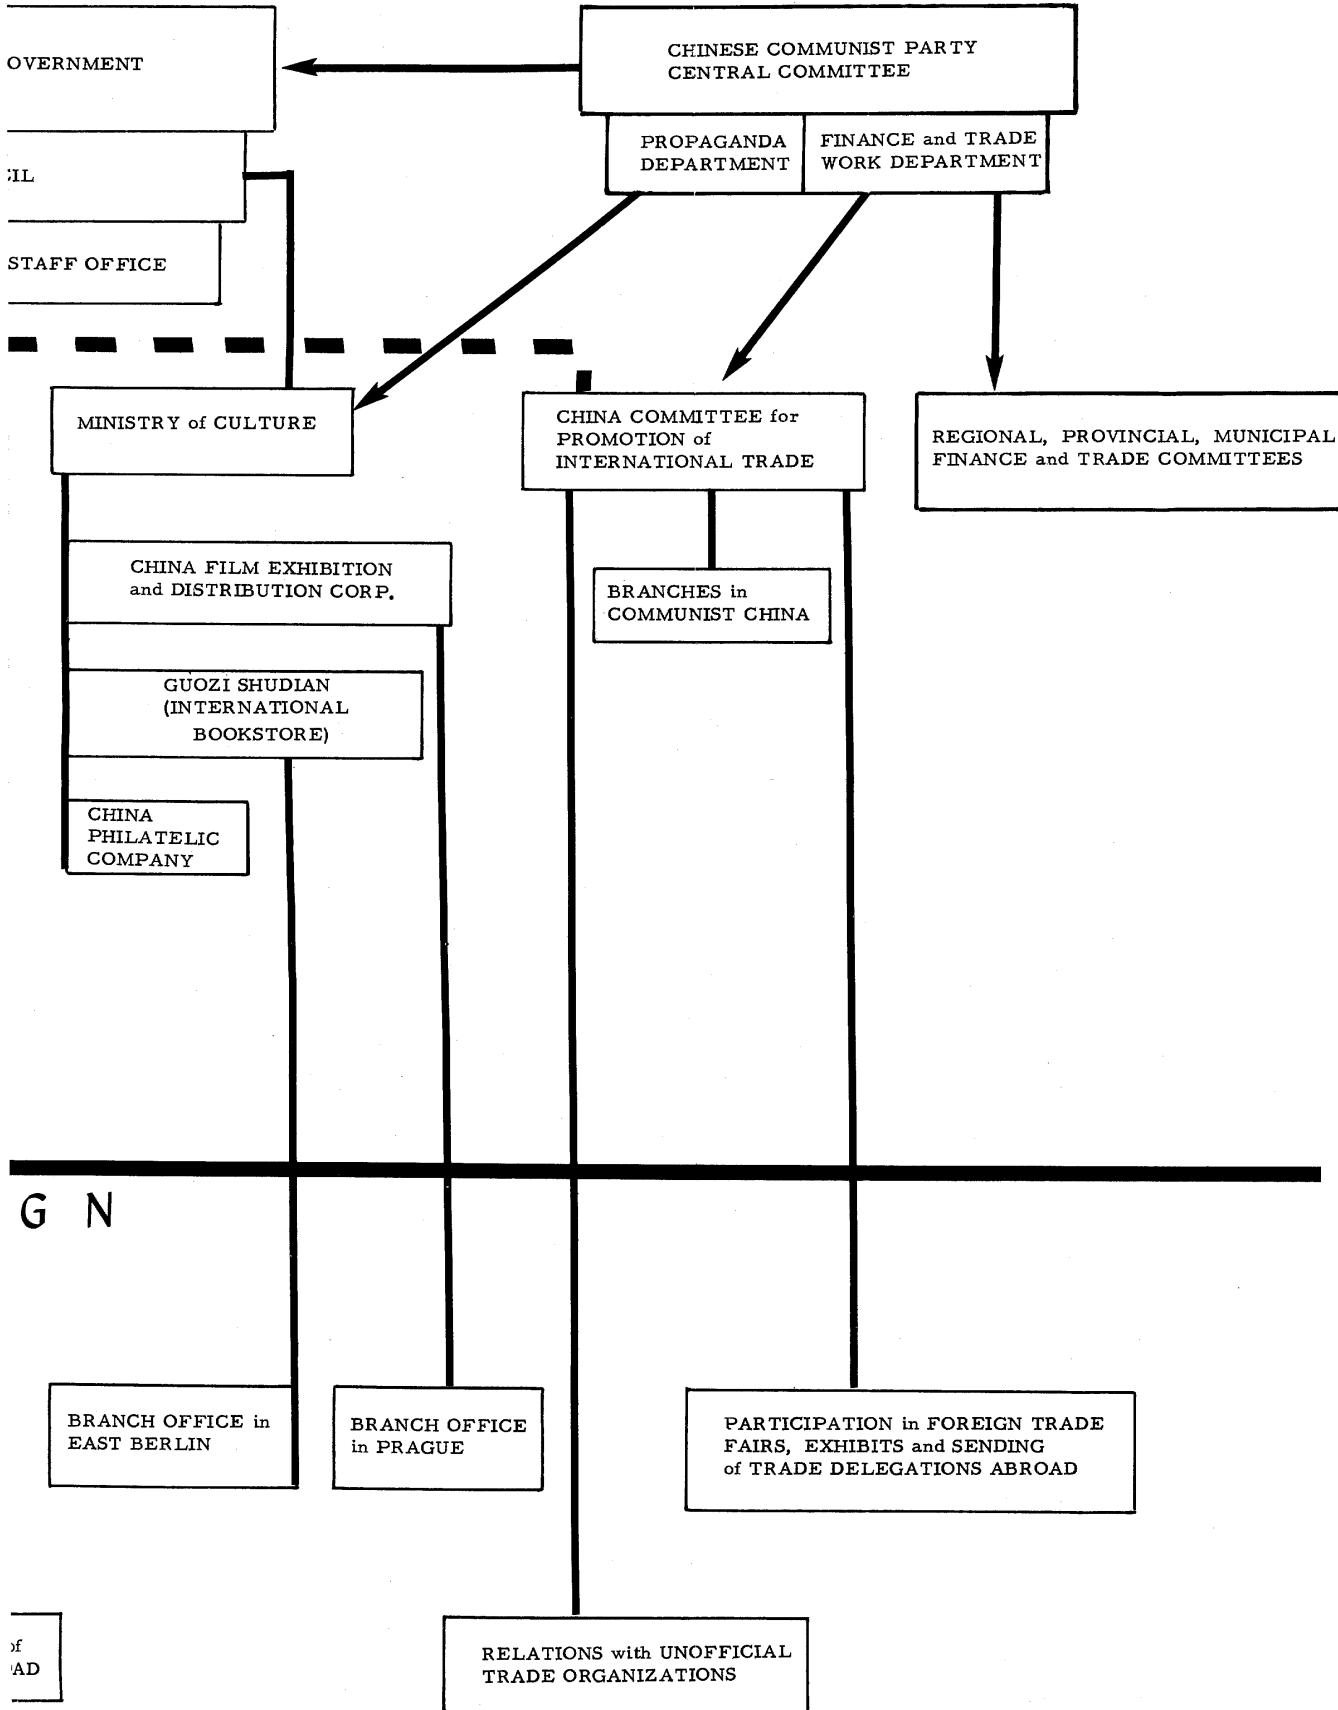 OVERNMENT
CHINESE COMMUNIST PARTY
CENTRAL COMMITTEE
PROPAGANDA
DEPARTMENT
FINANCE and TRADE
WORK DEPARTMENT
CIL
STAFF OFFICE
MINISTRY of CULTURE
CHINA COMMITTEE for
PROMOTION of
INTERNATIONAL TRADE
REGIONAL, PROVINCIAL, MUNICIPAL
FINANCE and TRADE COMMITTEES
CHINA FILM EXHIBITION
and DISTRIBUTION CORP.
BRANCHES in
COMMUNIST CHINA
GUOZI SHUDIAN
(INTERNATIONAL
BOOKSTORE)
CHINA
PHILATELIC
COMPANY
G N
BRANCH OFFICE in
EAST BERLIN
BRANCH OFFICE
in PRAGUE
PARTICIPATION in FOREIGN TRADE
FAIRS, EXHIBITS and SENDING
of TRADE DELEGATIONS ABROAD
of
OAD
RELATIONS with UNOFFICIAL
TRADE ORGANIZATIONS